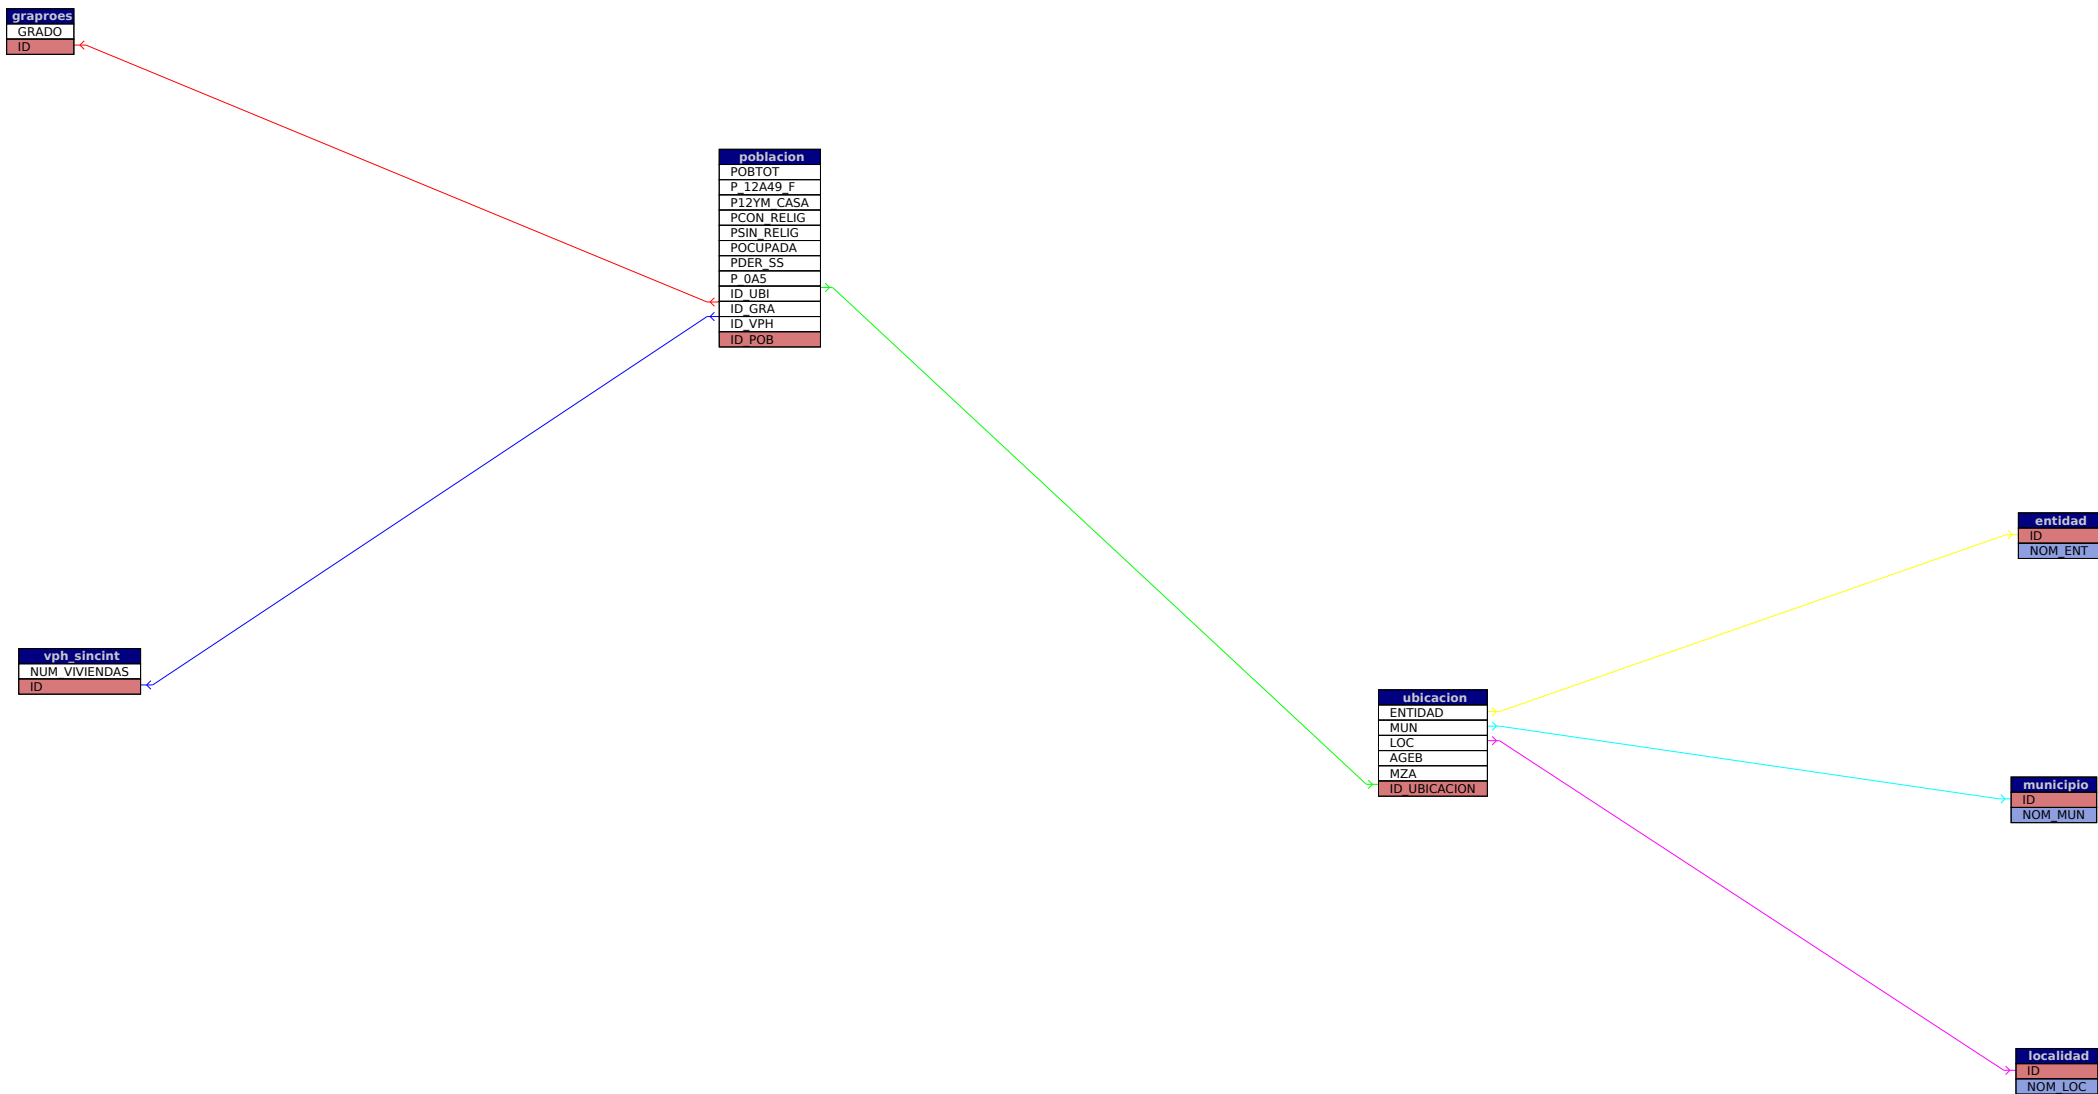 graproes
GRADO
ID
poblacion
POBTOT
P_12A49_F
P12YM_CASA
PCON_RELIG
PSIN_RELIG
POCUPADA
PDER_SS
P_0A5
ID_UBI
ID_GRA
ID_VPH
ID_POB
vph_sincint
NUM_VIVIENDAS
ID
ubicacion
ENTIDAD
MUN
LOC
AGEB
MZA
ID_UBICACION
entidad
ID
NOM_ENT
municipio
ID
NOM_MUN
localidad
ID
NOM_LOC